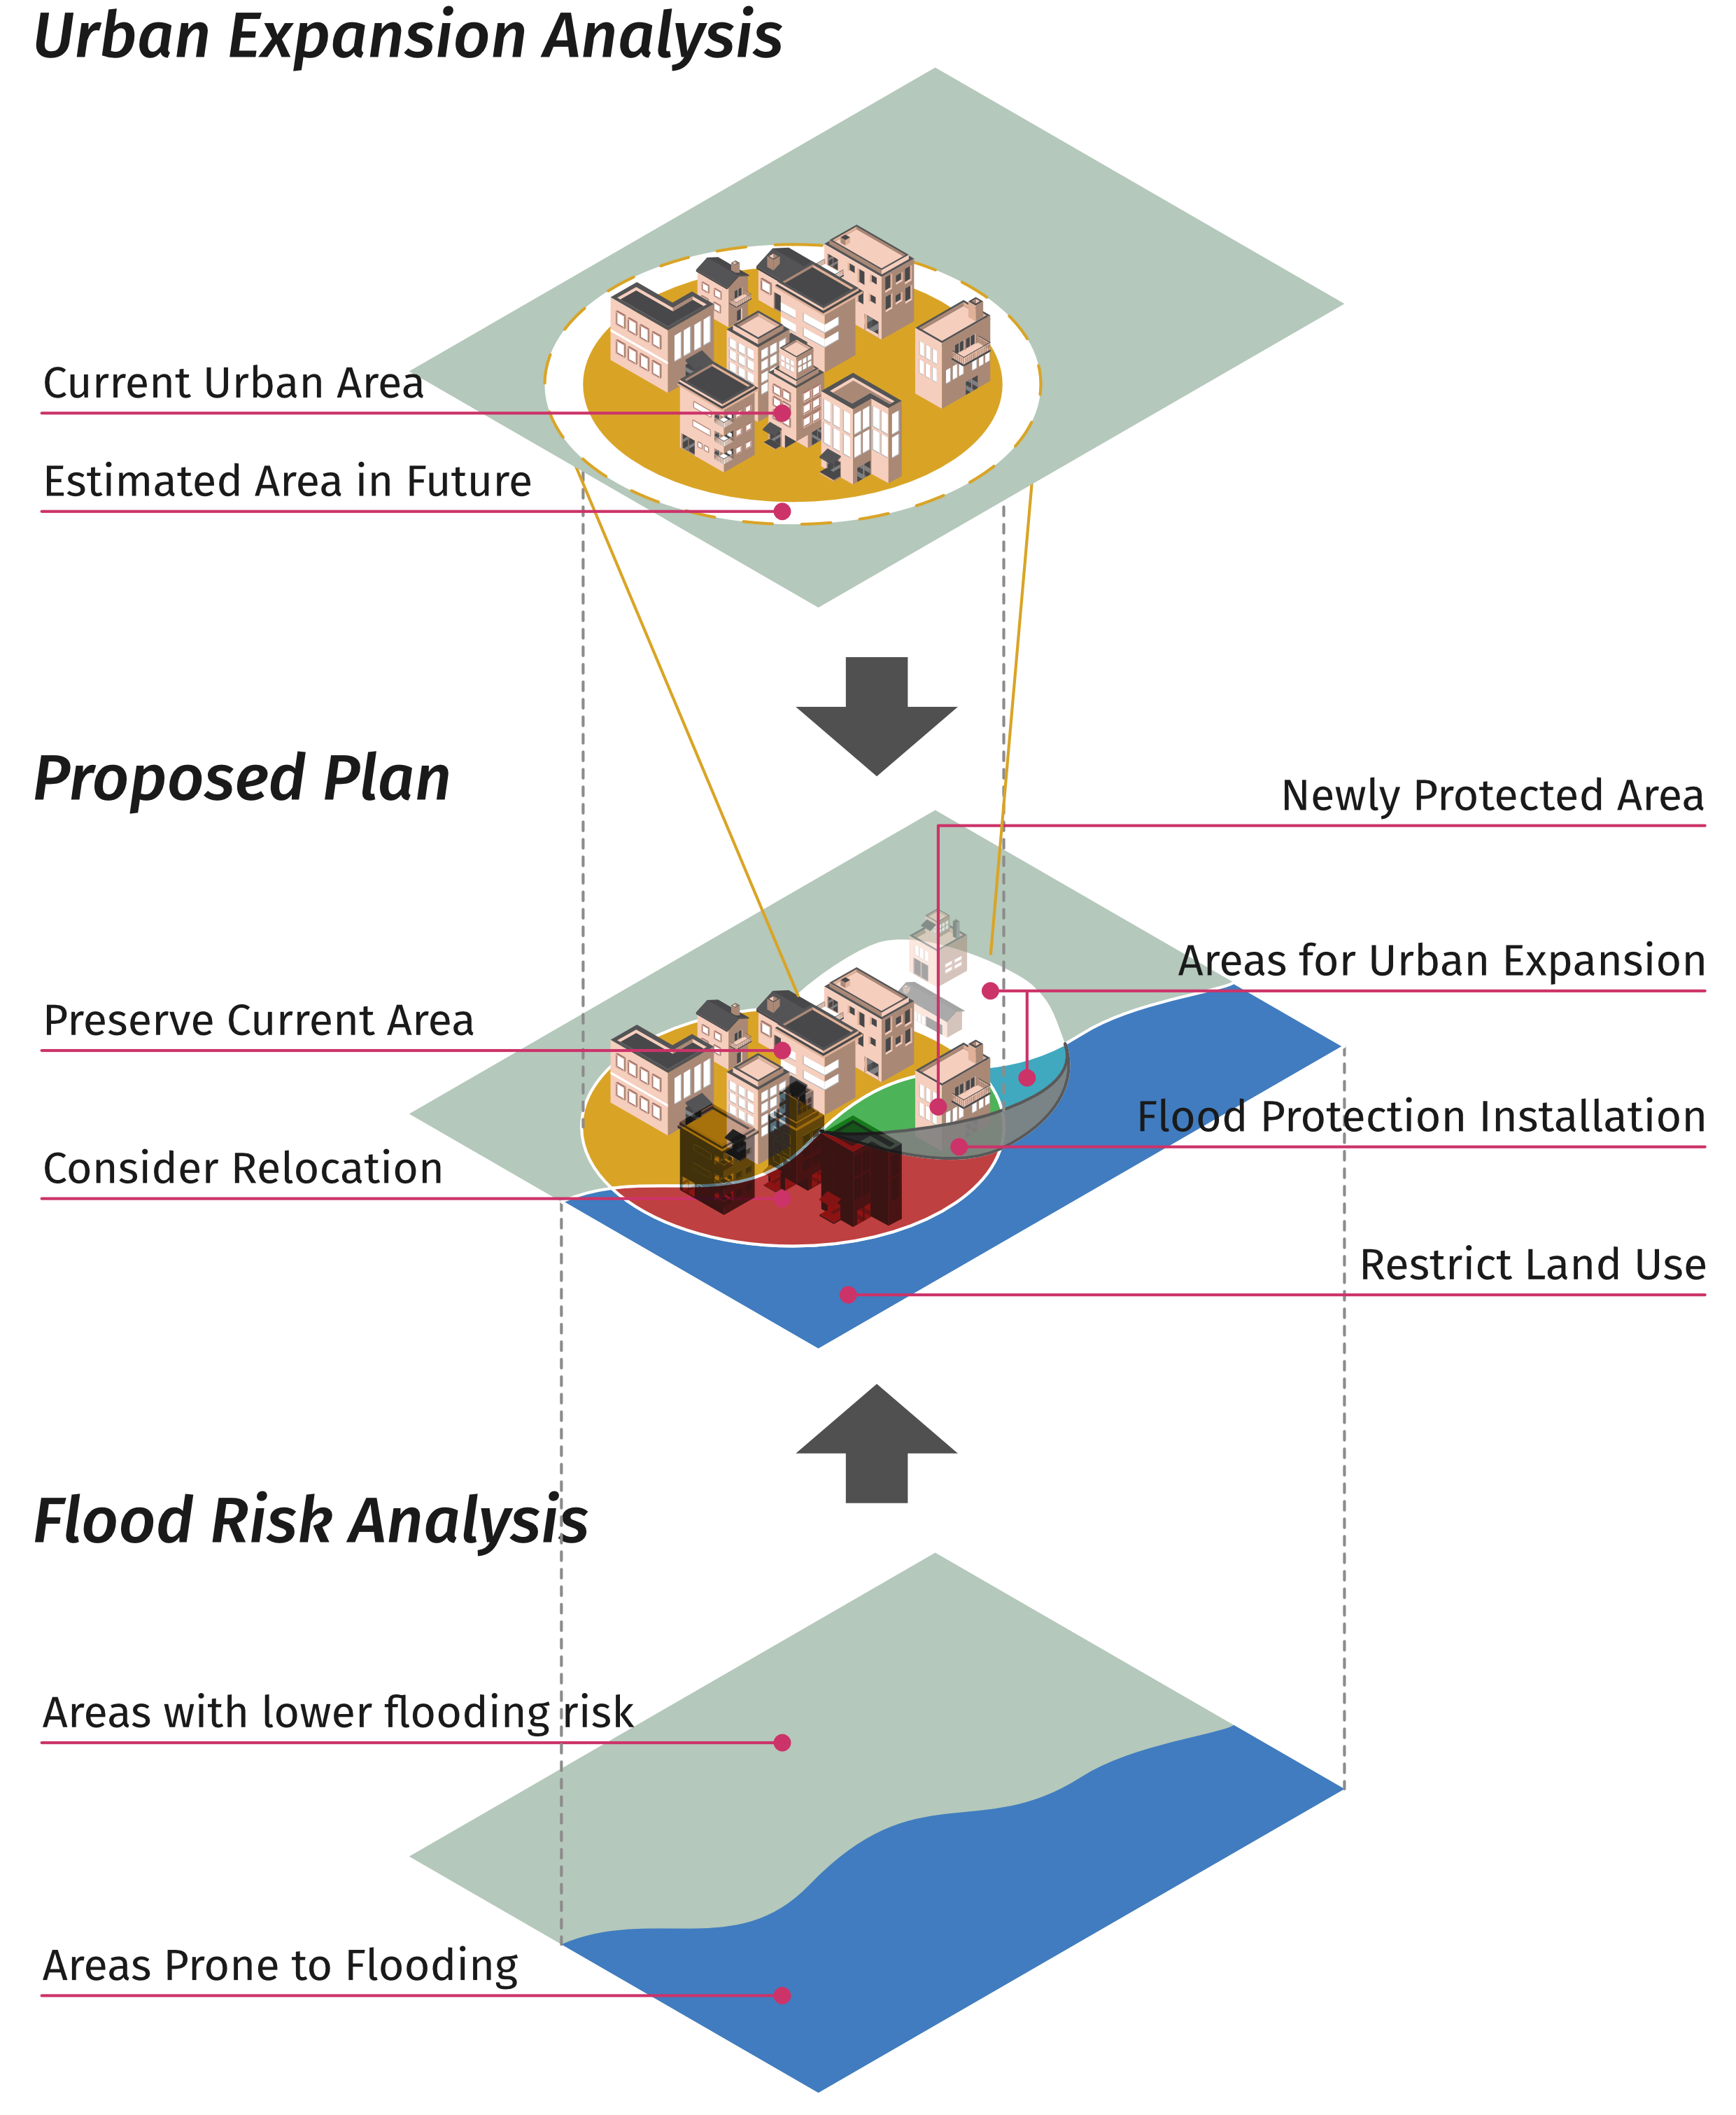 Urban Expansion Analysis
Current Urban Area
Estimated Area in Future
Proposed Plan
Newly Protected Area
Areas for Urban Expansion
Preserve Current Area
Flood Protection Installation
Consider Relocation
Restrict Land Use
Flood Risk Analysis
Areas with lower flooding risk
Areas Prone to Flooding